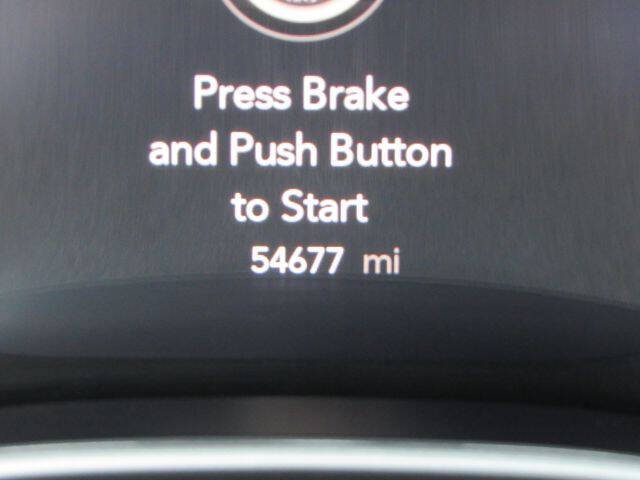 Press Brake
and Push Button
to Start
54677 mi